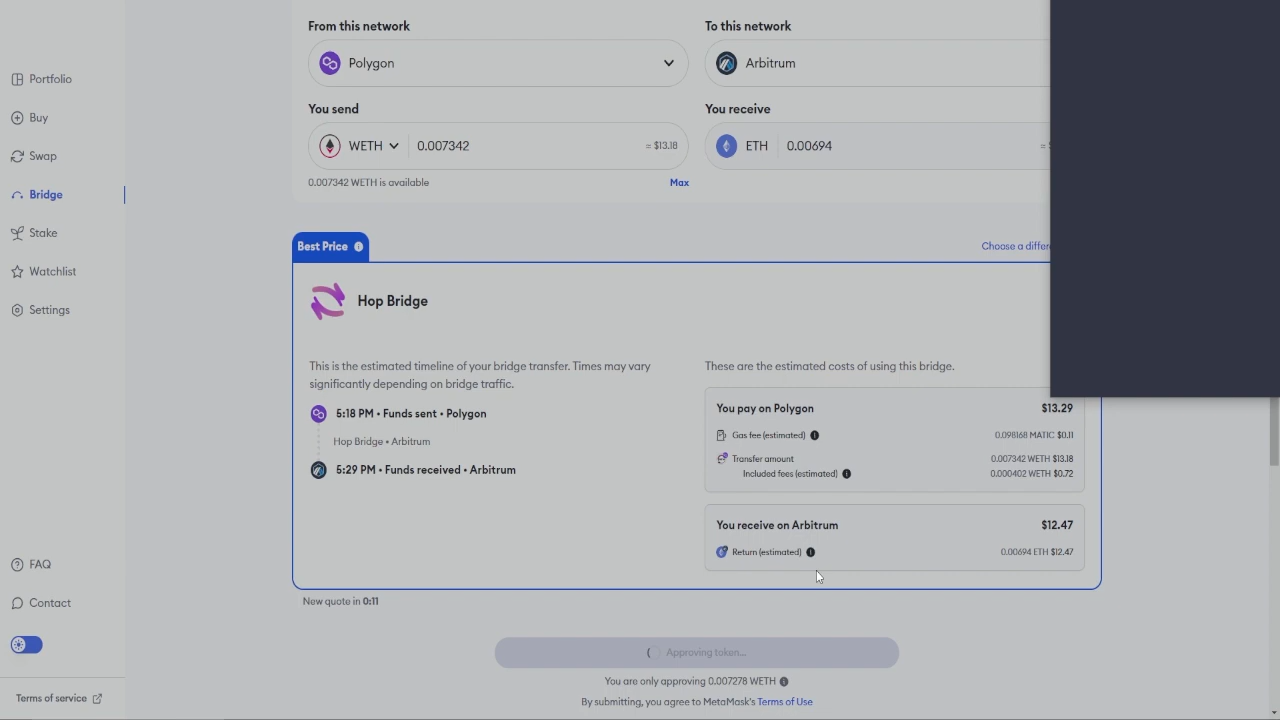 From this network
To this network
Polygon
Arbitrum
You send
You receive
WETH 0.007342 = $13.18
ETH 0.00694 =
0.007342 WETH is available
Max
Portfolio
Buy
Swap
Bridge
Stake
Watchlist
Settings
FAQ
Contact
Terms of service
Best Price
Choose a differe
Hop Bridge
This is the estimated timeline of your bridge transfer. Times may vary
significantly depending on bridge traffic.
5:18 PM • Funds sent • Polygon
Hop Bridge • Arbitrum
5:29 PM • Funds received • Arbitrum
These are the estimated costs of using this bridge.
You pay on Polygon $13.29
Gas fee (estimated) 0.098168 MATIC $0.11
Transfer amount 0.007342 WETH $13.18
Included fees (estimated) 0.000402 WETH $0.72
You receive on Arbitrum $12.47
Return (estimated) 0.00694 ETH $12.47
New quote in 0:11
Approving token...
You are only approving 0.007278 WETH
By submitting, you agree to MetaMask's Terms of Use